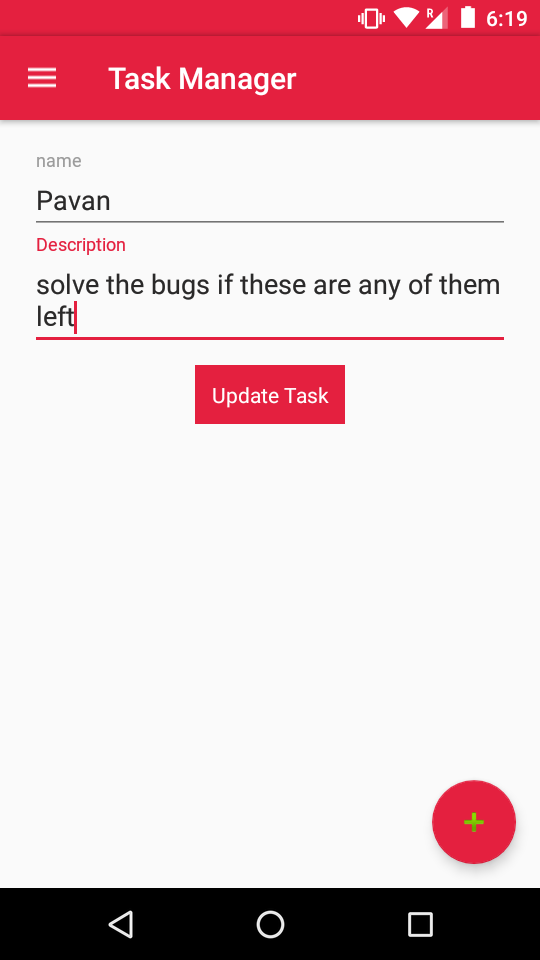 R
6:19
Task Manager
name
Pavan
Description
solve the bugs if these are any of them
left
Update Task
+